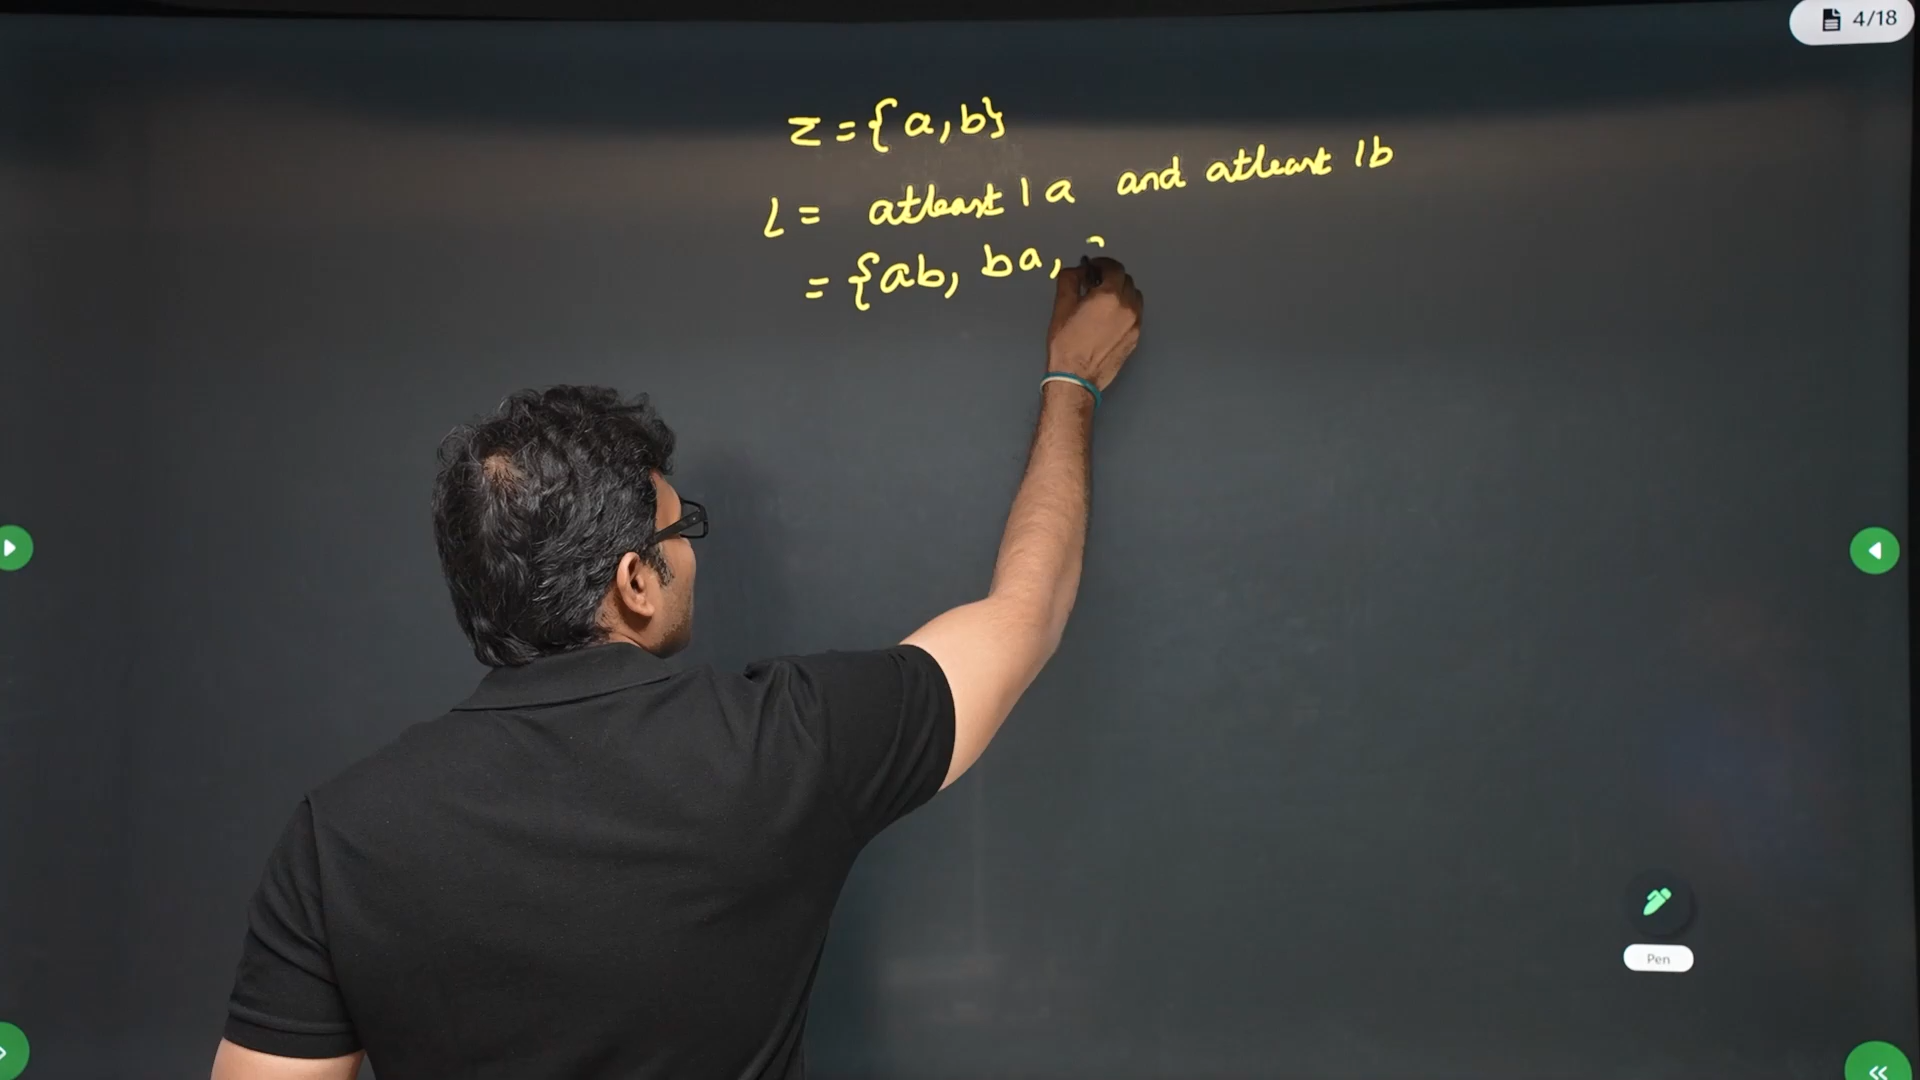 4/18
Σ = {a, b}
L = atleast 1 a and atleast 1b
= {ab, ba,
Pen